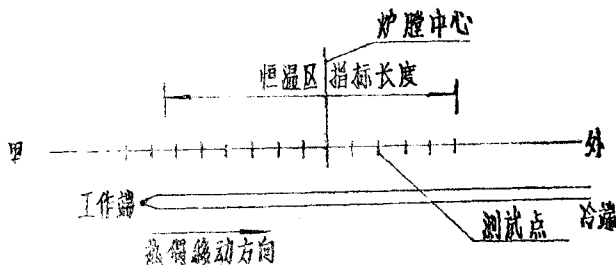 炉膛中心
恒温区 指标长度
里 外
工作端
测试点
冷端
热偶移动方向